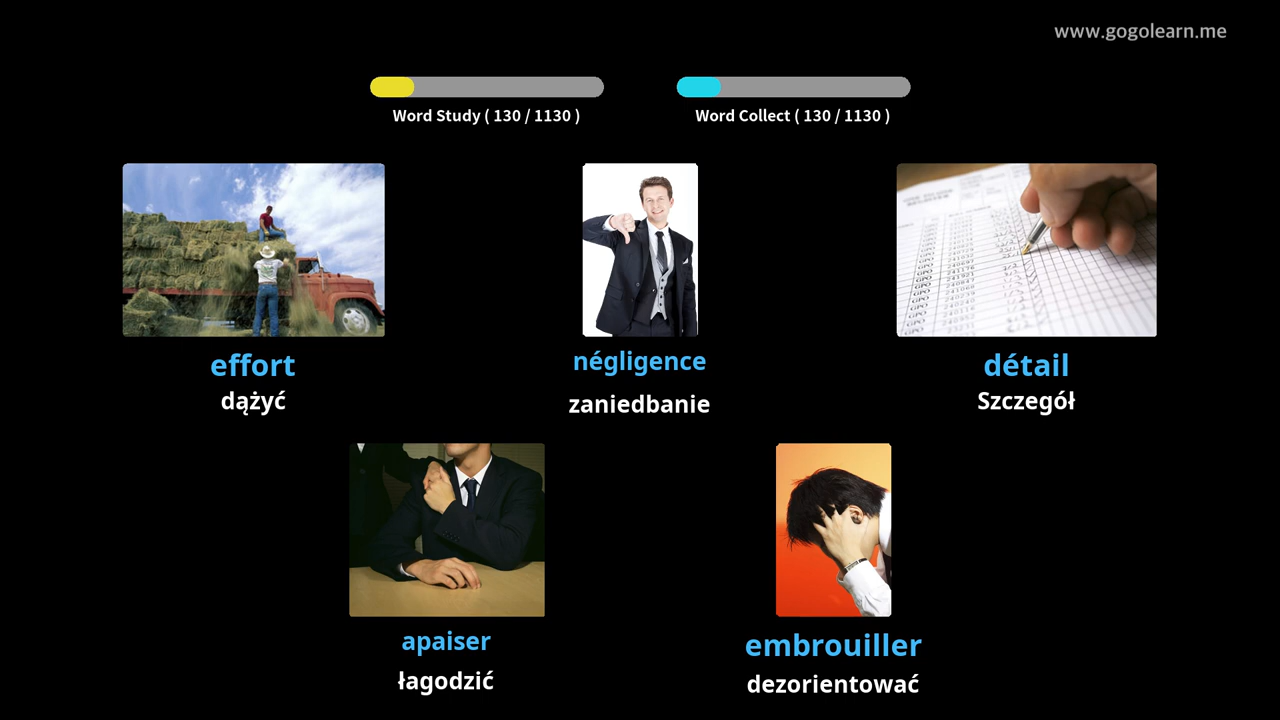 www.gogolearn.me
Word Study ( 130 / 1130 )
Word Collect ( 130 / 1130 )
effort
dążyć
négligence
zaniedbanie
détail
Szczegół
apaiser
łagodzić
embrouiller
dezorientować